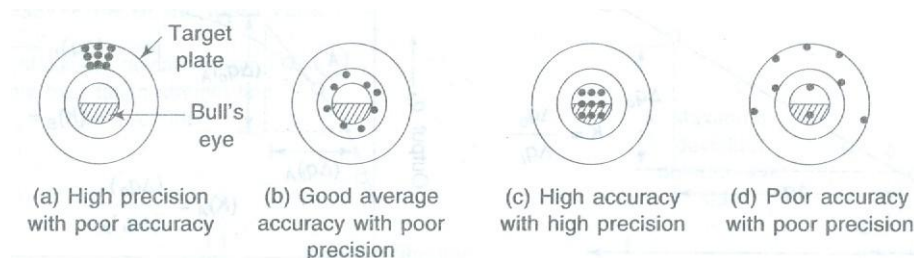 Target
plate
Bull's
eye
(a) High precision
with poor accuracy
(b) Good average
accuracy with poor
precision
(c) High accuracy
with high precision
(d) Poor accuracy
with poor precision